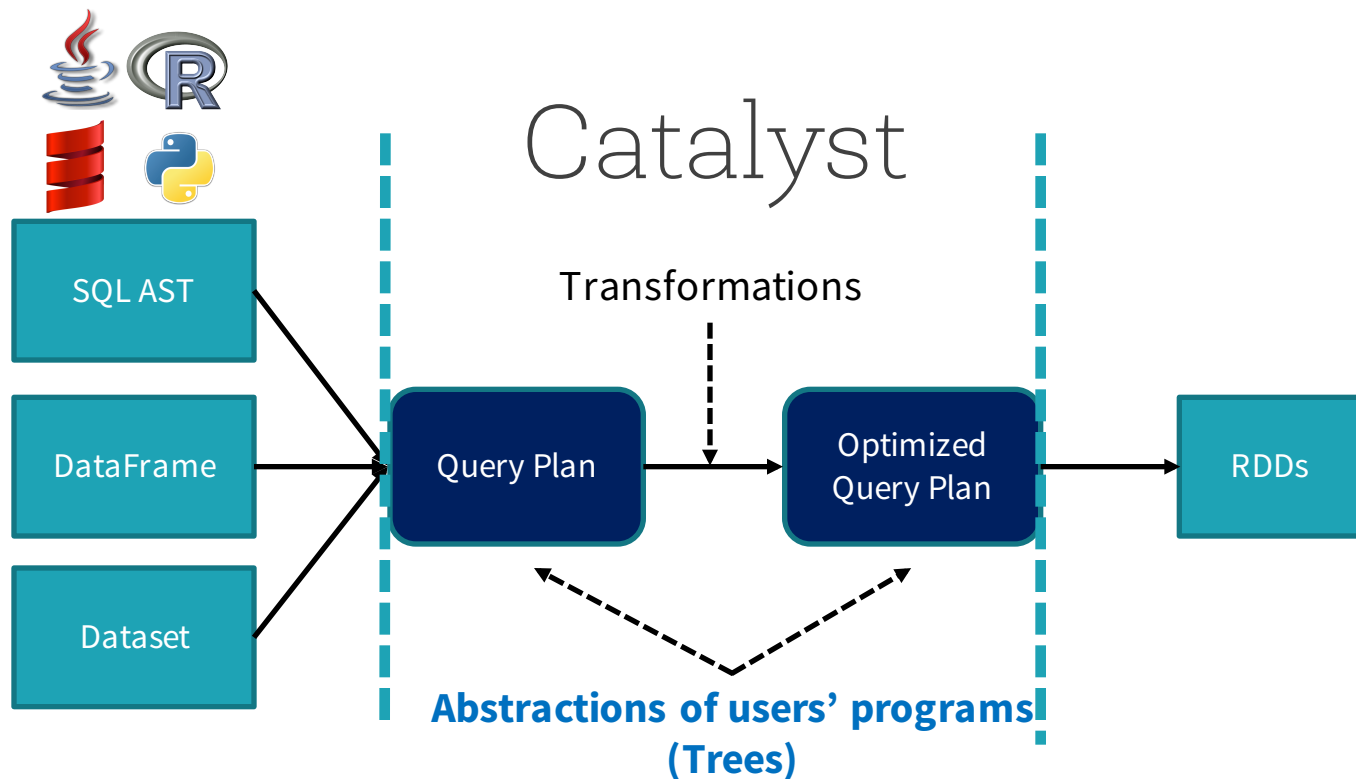 R
Catalyst
SQL AST
Transformations
DataFrame
Query Plan
Optimized
Query Plan
RDDs
Dataset
Abstractions of users’ programs
(Trees)